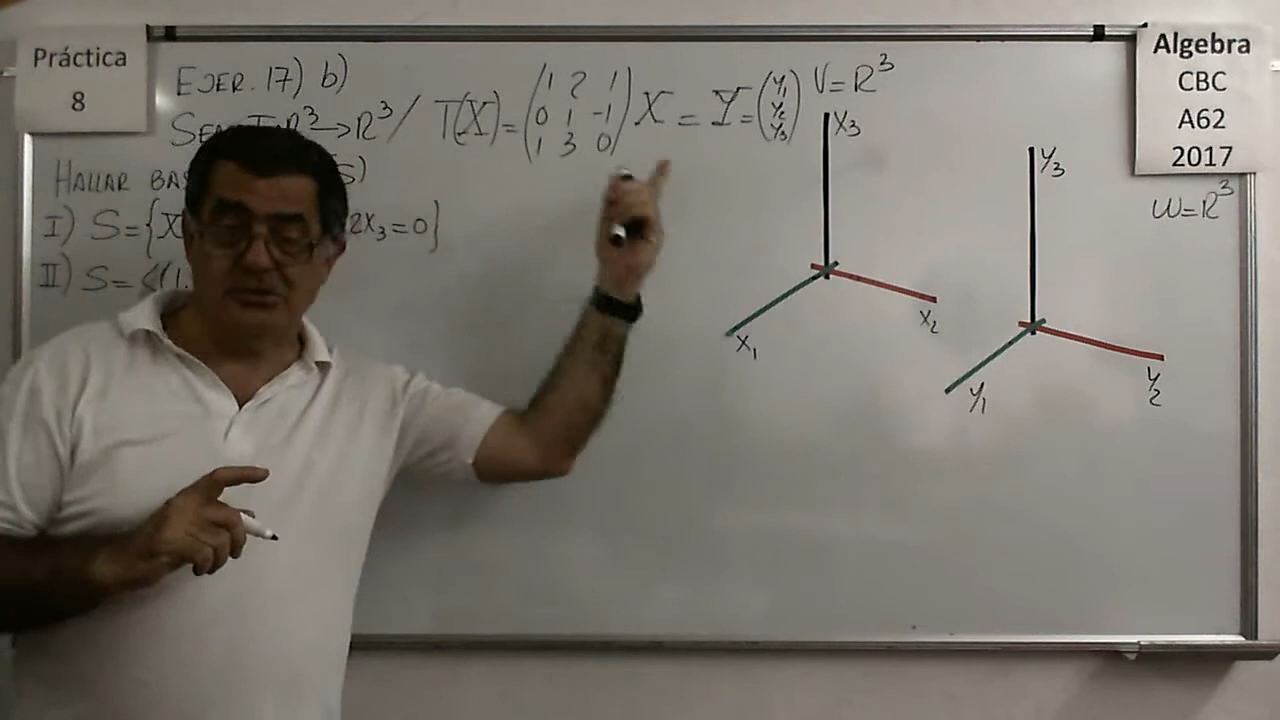 Práctica
8
EJER. 17) b)
SEA T: R³→R³ / T(X) = (1 2 1
0 1 -1
1 3 0) X = Y = (y₁
y₂
y₃)
HALLAR BAS S)
I) S={X 2X₃=0}
II) S=<(1.
V=R³
X₃
X₂
X₁
Y₃
Y₂
Y₁
W=R³
Algebra
CBC
A62
2017